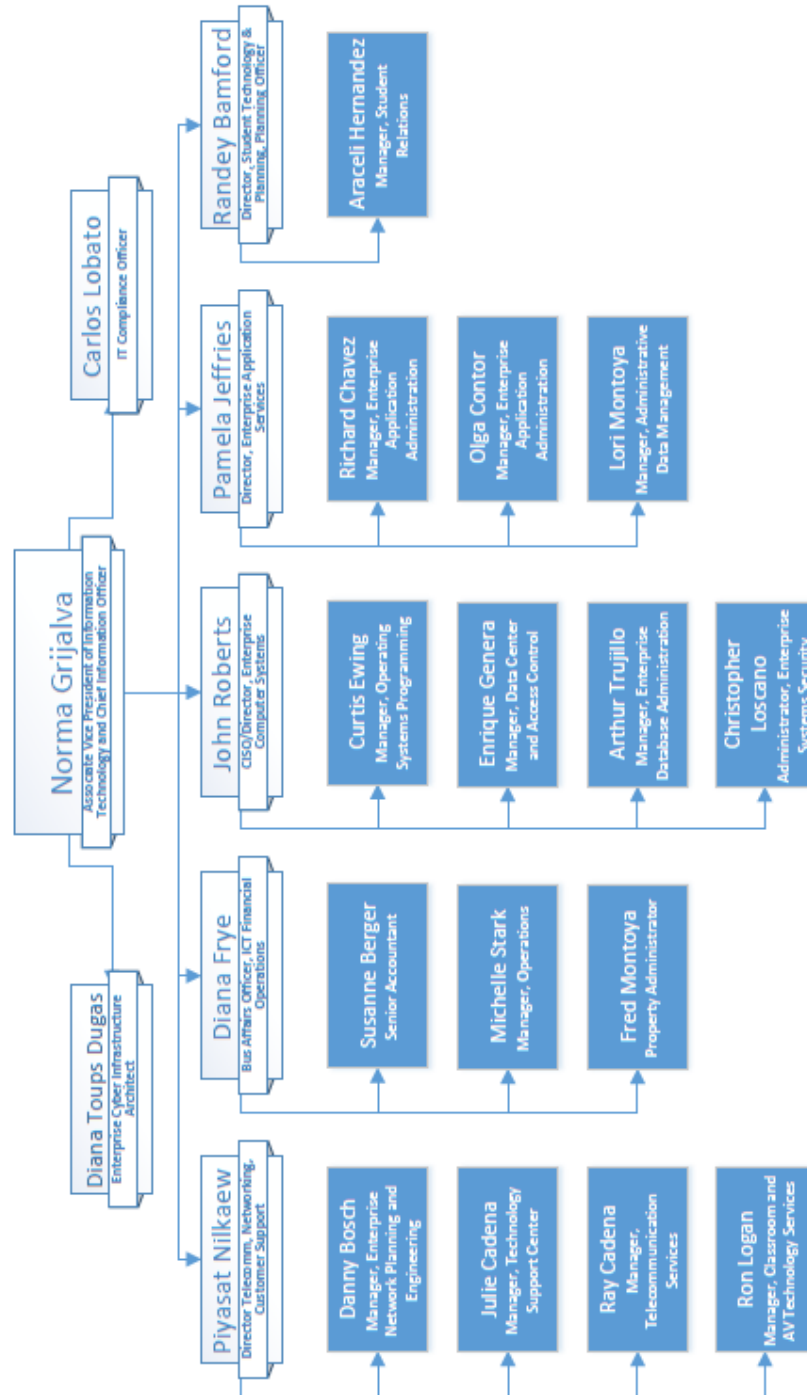 Norma Grijalva
Associate Vice President of Information
Technology and Chief Information Officer
Diana Toups Dugas
Enterprise Cyber Infrastructure
Architect
Carlos Lobato
IT Compliance Officer
Piyasat Nilkaew
Director Telecomm, Networking,
Customer Support
Danny Bosch
Manager, Enterprise
Network Planning and
Engineering
Julie Cadena
Manager, Technology
Support Center
Ray Cadena
Manager,
Telecommunication
Services
Ron Logan
Manager, Classroom and
AV Technology Services
Diana Frye
Bus Affairs Officer, ICT Financial
Operations
Susanne Berger
Senior Accountant
Michelle Stark
Manager, Operations
Fred Montoya
Property Administrator
John Roberts
CISO/Director, Enterprise
Computer Systems
Curtis Ewing
Manager, Operating
Systems Programming
Enrique Genera
Manager, Data Center
and Access Control
Arthur Trujillo
Manager, Enterprise
Database Administration
Christopher
Loscano
Administrator, Enterprise
Systems Security
Pamela Jeffries
Director, Enterprise Application
Services
Richard Chavez
Manager, Enterprise
Application
Administration
Olga Contor
Manager, Enterprise
Application
Administration
Lori Montoya
Manager, Administrative
Data Management
Randey Bamford
Director, Student Technology &
Planning, Planning Officer
Araceli Hernandez
Manager, Student
Relations